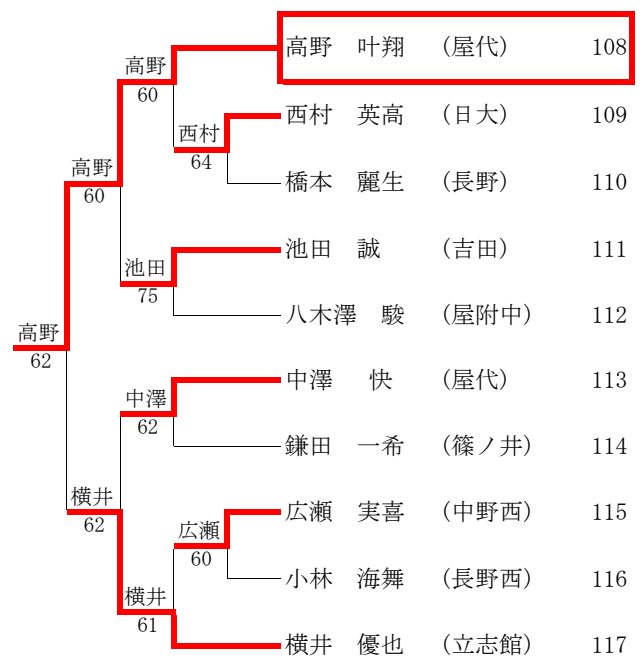 高野 叶翔 (屋代) 108
高野
60
西村 英高 (日大) 109
西村
64
高野
60
橋本 麗生 (長野) 110
池田 誠 (吉田) 111
池田
75
八木澤 駿 (屋附中) 112
高野
62
中澤 快 (屋代) 113
中澤
62
鎌田 一希 (篠ノ井) 114
横井
62
広瀬 実喜 (中野西) 115
広瀬
60
小林 海舞 (長野西) 116
横井
61
横井 優也 (立志館) 117